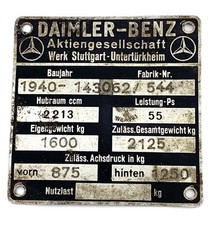 DAIMLER-BENZ
Aktiengesellschaft
Werk Stuttgart-Untertürkheim
Baujahr Fabrik-Nr.
1940- 143062/ 544
Hubraum ccm Leistung-Ps
2213 55
Eigengewicht kg Zuläss.Gesamtgewicht kg
1600 2125
Zuläss. Achsdruck in kg
vorn 875 hinten 1250
Nutzlast kg